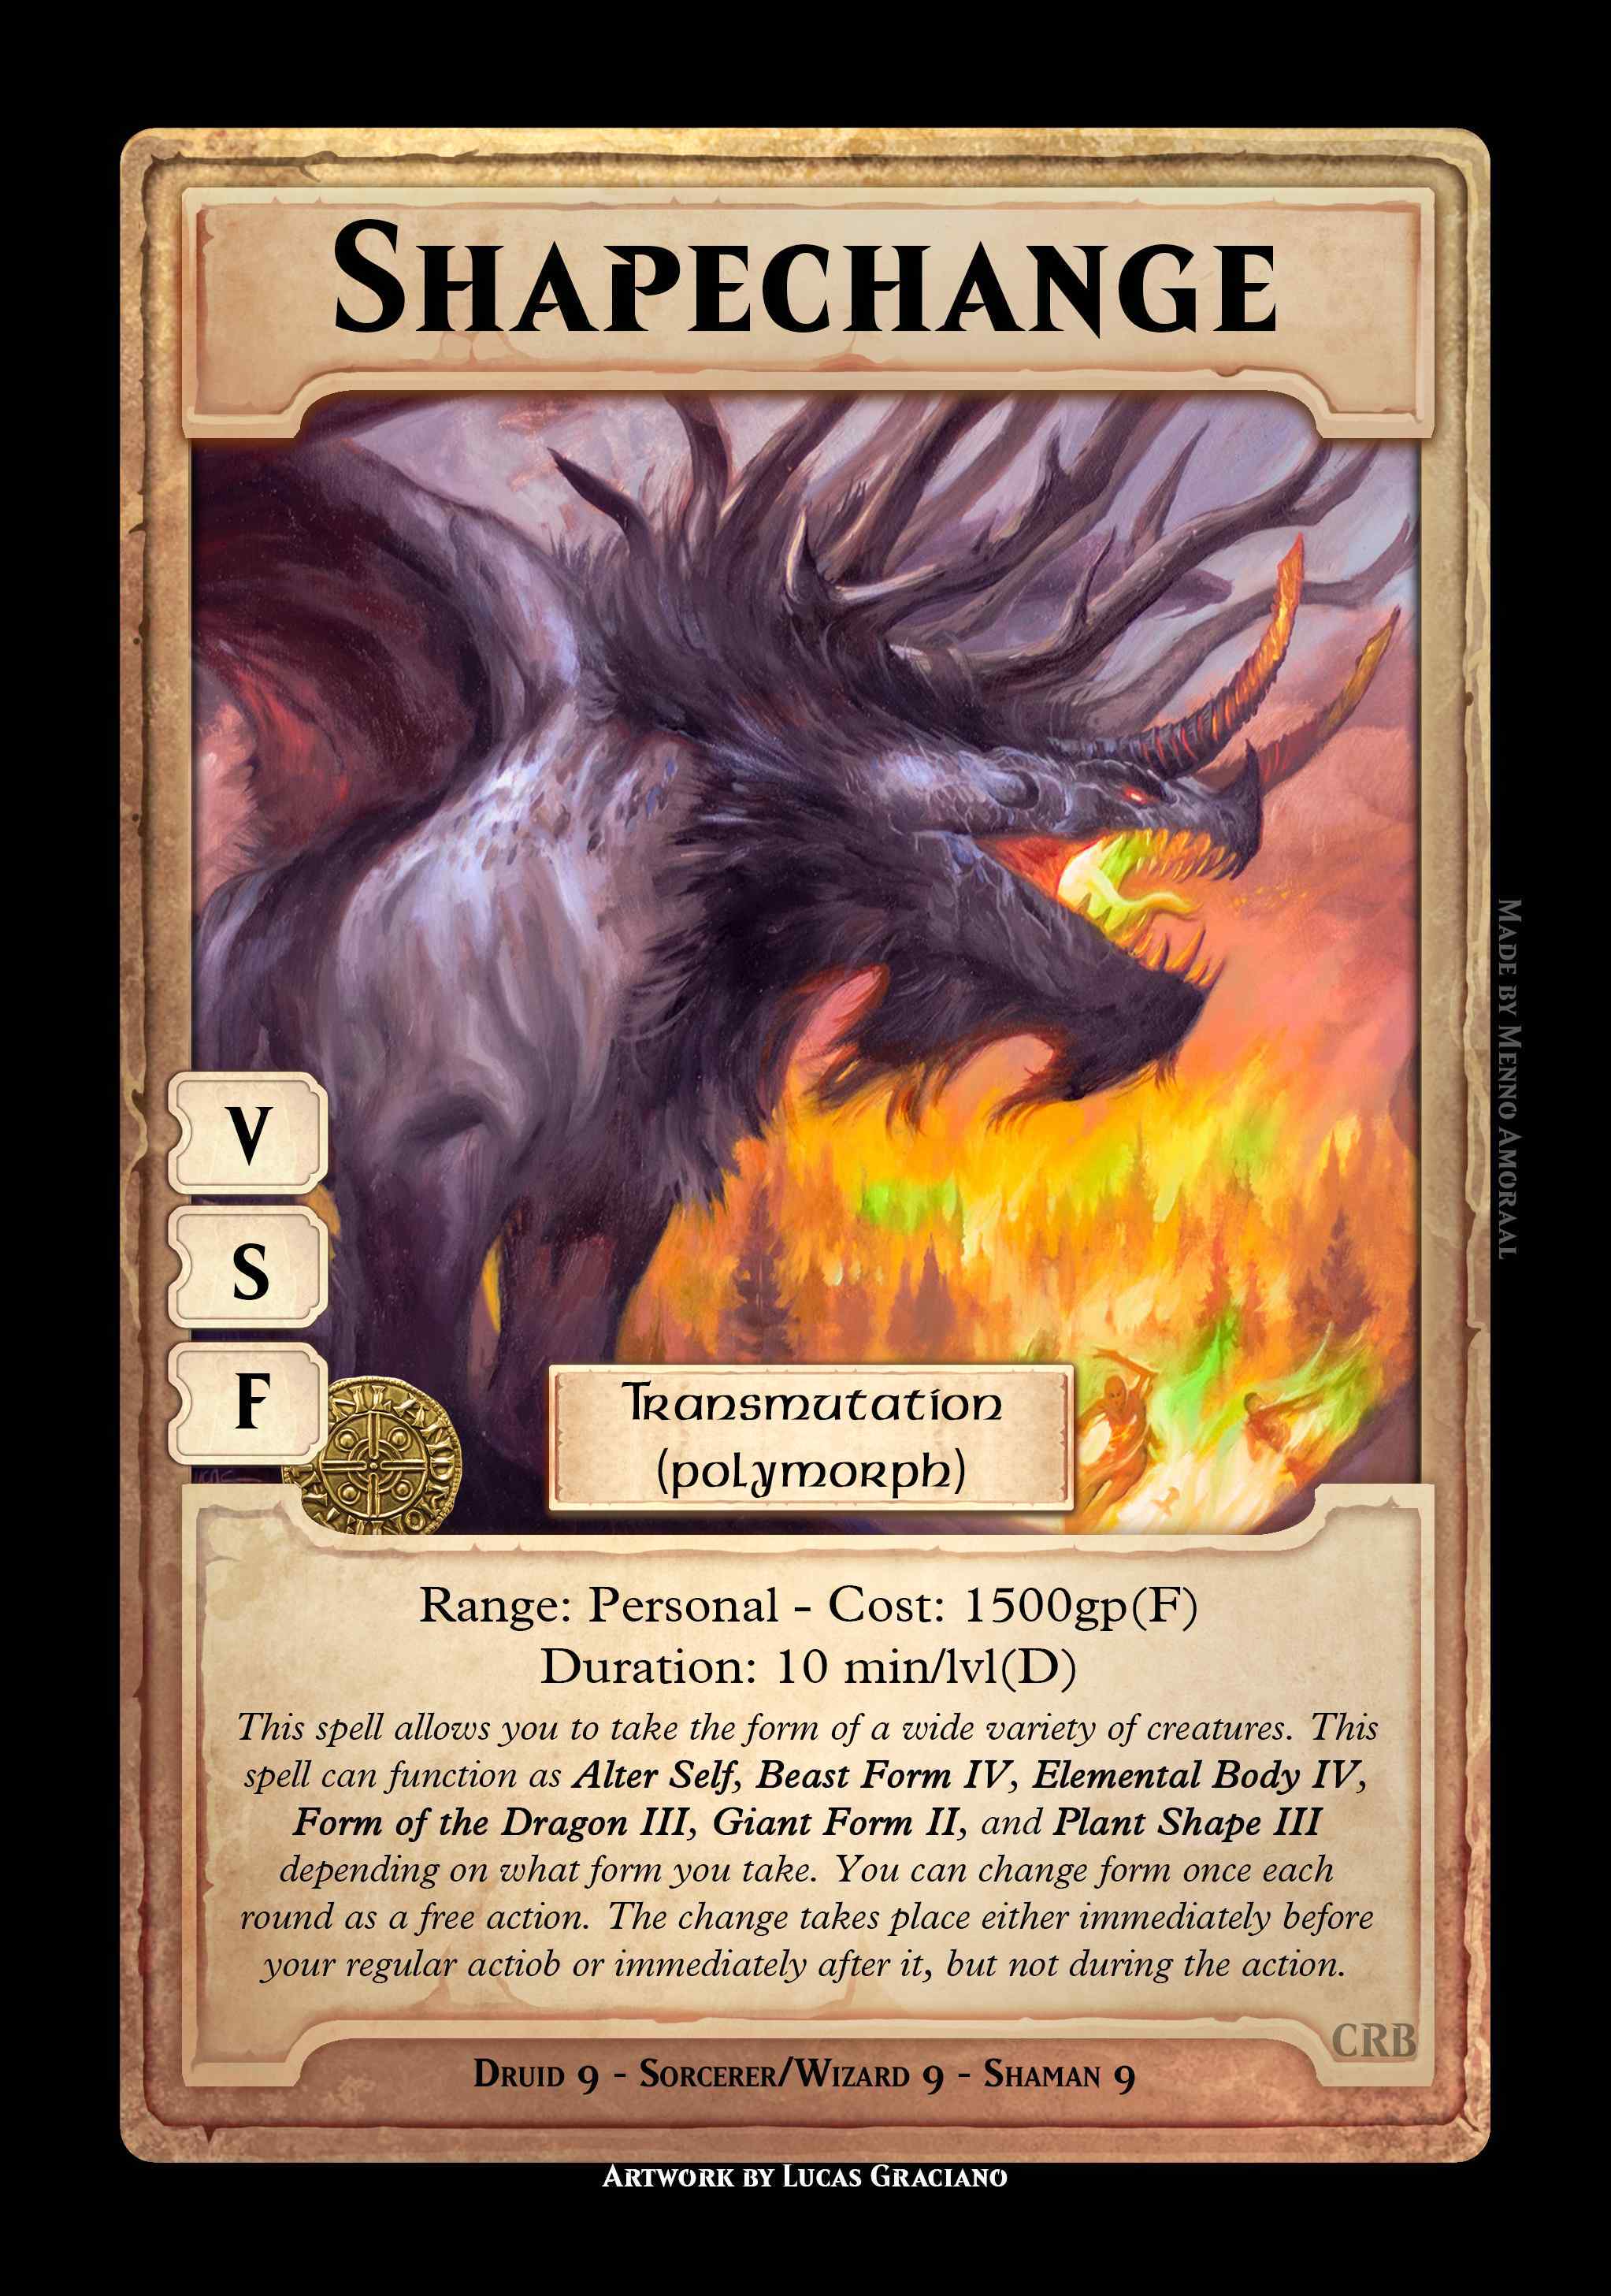 Shapechange
Made by Menno Amoraal
V
S
F
Transmutation
(polymorph)
Range: Personal - Cost: 1500gp(F)
Duration: 10 min/lvl(D)
This spell allows you to take the form of a wide variety of creatures. This
spell can function as Alter Self, Beast Form IV, Elemental Body IV,
Form of the Dragon III, Giant Form II, and Plant Shape III
depending on what form you take. You can change form once each
round as a free action. The change takes place either immediately before
your regular actiob or immediately after it, but not during the action.
CRB
Druid 9 - Sorcerer/Wizard 9 - Shaman 9
Artwork by Lucas Graciano